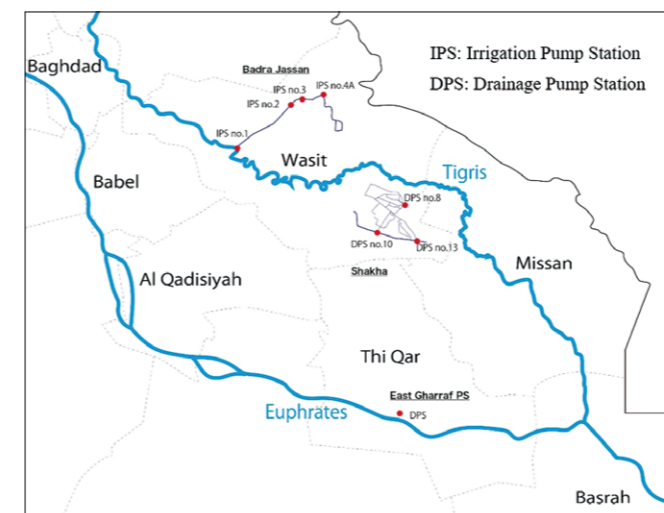 IPS: Irrigation Pump Station
DPS: Drainage Pump Station
Baghdad
Badra Jassan
IPS no.3
IPS no.4A
IPS no.2
IPS no.1
Wasit
Tigris
Babel
DPS no.8
DPS no.10
DPS no.13
Missan
Shakha
Al Qadisiyah
Thi Qar
East Gharraf PS
Euphrates
DPS
Basrah